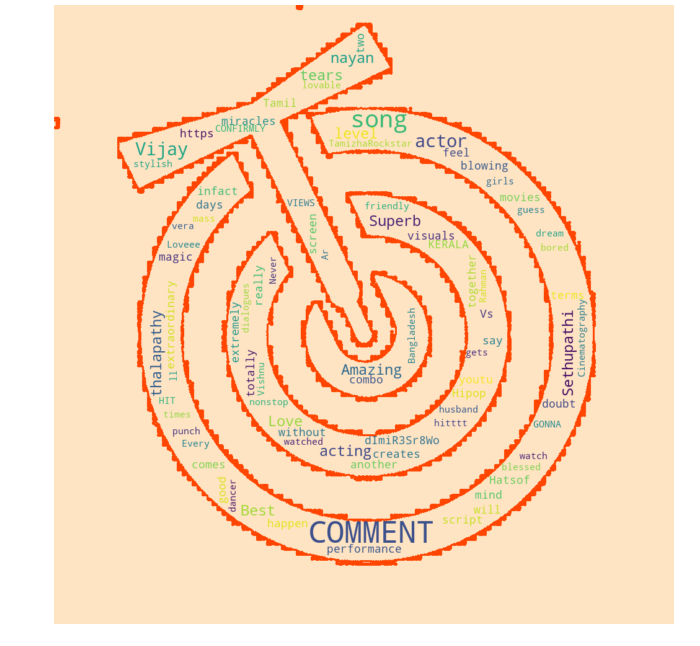 two
nayan
tears
lovable
Tamil
miracles
CONFIRMLY
https
Vijay
stylish
song
level
TamizhaRockstar
actor
feel
blowing
girls
movies
guess
dream
bored
infact
days
mass
vera
Loveee
magic
VIEWS
screen
Ar
friendly
Superb
visuals
KERALA
together
Rahman
Never
really
dialogues
extremely
extraordinary
thalapathy
ll
terms
Cinematography
Sethupathi
Vs
say
gets
Bangladesh
Amazing
combo
totally
Vishnu
nonstop
youtu
Hipop
husband
hitttt
HIT
times
punch
Every
doubt
GONNA
Love
without
watched
dImiR3Sr8Wo
acting
creates
another
comes
watch
blessed
Hatsof
mind
good
dancer
Best
happen
COMMENT
performance
will
script